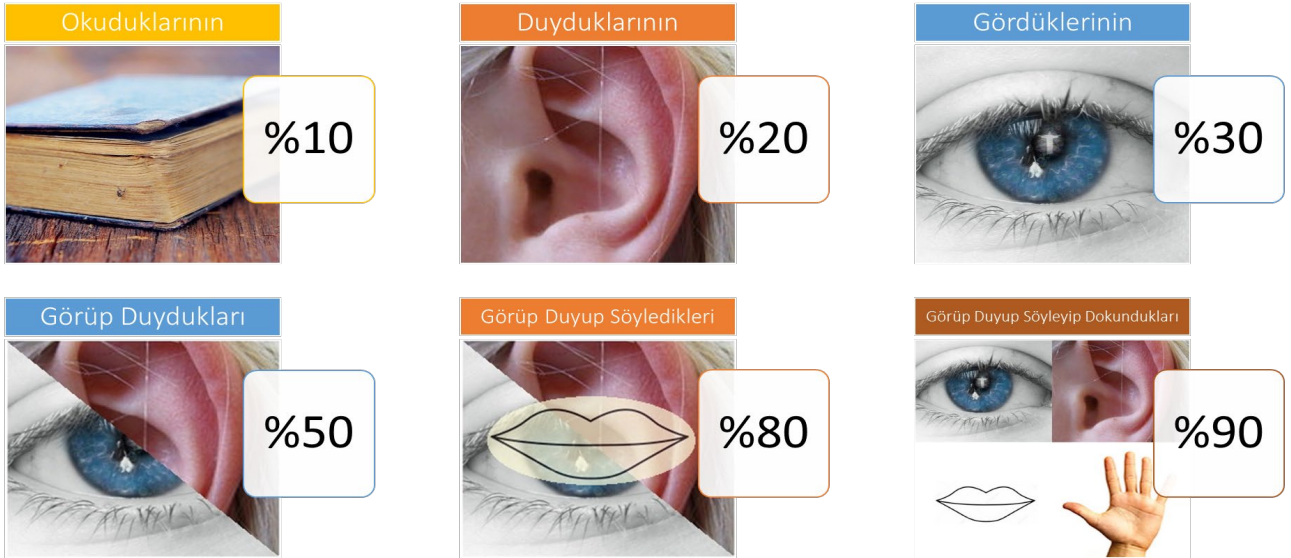 Okuduklarının
%10
Duyduklarının
%20
Gördüklerinin
%30
Görüp Duydukları
%50
Görüp Duyup Söyledikleri
%80
Görüp Duyup Söyleyip Dokundukları
%90